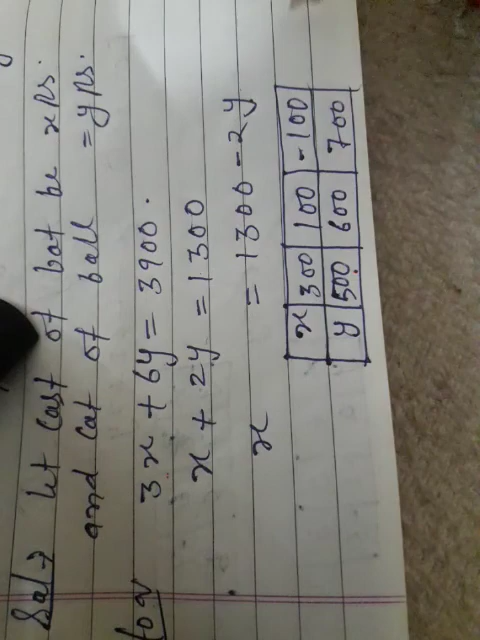 Sol→ let cost of bat be x Rs.
and cat of ball = y Rs.
for 3x + 6y = 3900.
x + 2y = 1300
x = 1300 - 2y
x 300 100 -100
y 500 600 700